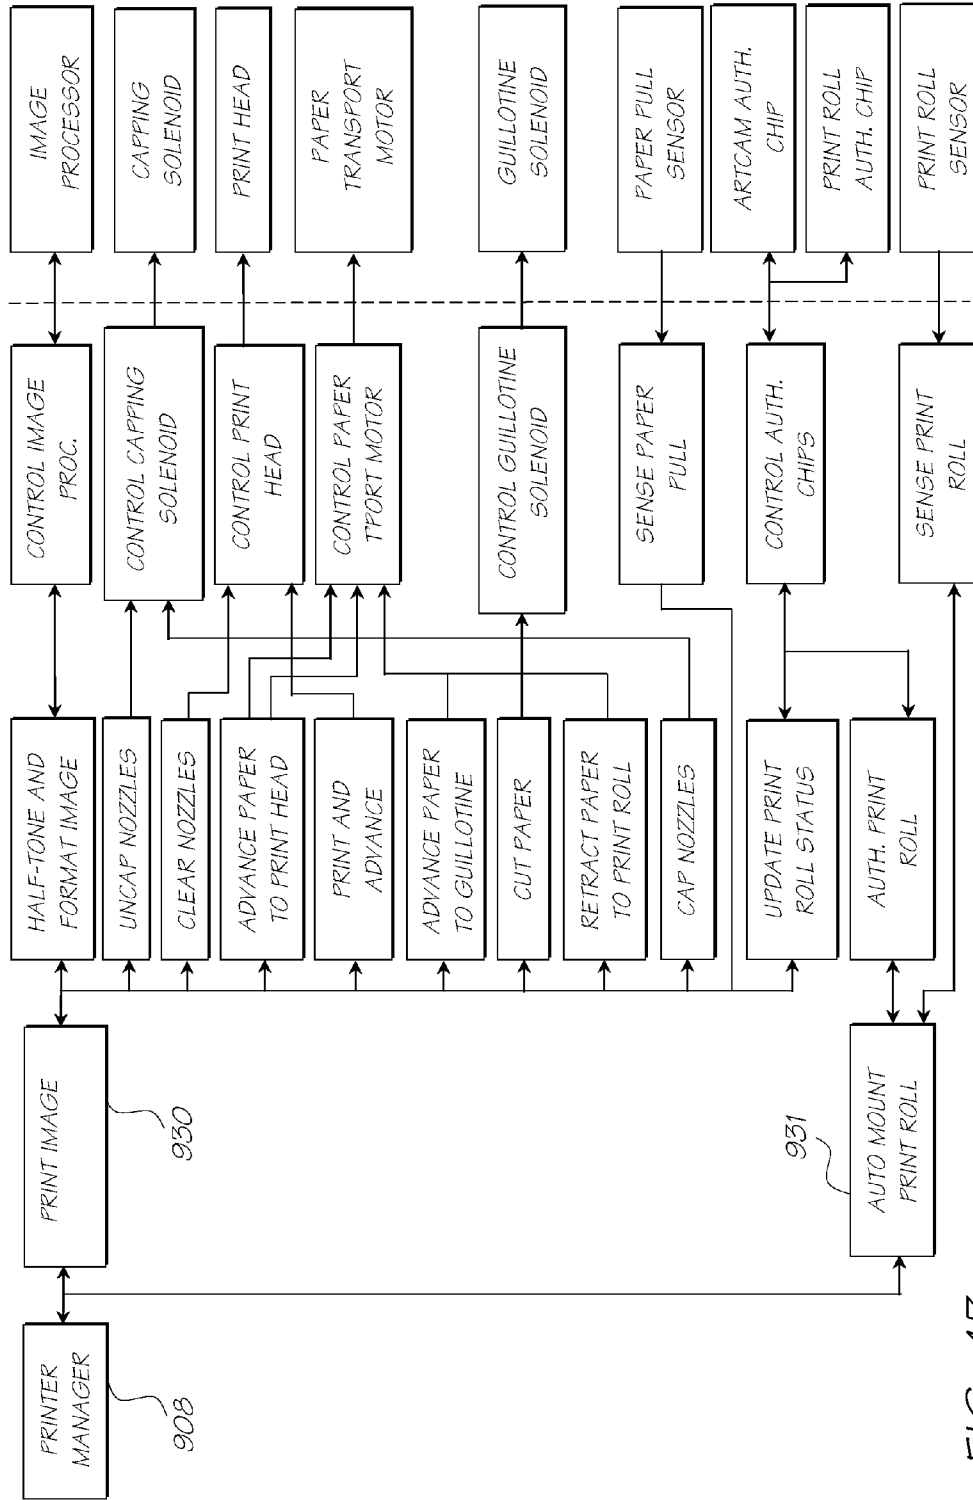 PRINTER
MANAGER
908
PRINT IMAGE
930
AUTO MOUNT
PRINT ROLL
931
HALF-TONE AND
FORMAT IMAGE
UNCAP NOZZLES
CLEAR NOZZLES
ADVANCE PAPER
TO PRINT HEAD
PRINT AND
ADVANCE
ADVANCE PAPER
TO GUILLOTINE
CUT PAPER
RETRACT PAPER
TO PRINT ROLL
CAP NOZZLES
UPDATE PRINT
ROLL STATUS
AUTH. PRINT
ROLL
CONTROL IMAGE
PROC.
CONTROL CAPPING
SOLENOID
CONTROL PRINT
HEAD
CONTROL PAPER
T'PORT MOTOR
CONTROL GUILLOTINE
SOLENOID
SENSE PAPER
PULL
CONTROL AUTH.
CHIPS
SENSE PRINT
ROLL
IMAGE
PROCESSOR
CAPPING
SOLENOID
PRINT HEAD
PAPER
TRANSPORT
MOTOR
GUILLOTINE
SOLENOID
PAPER PULL
SENSOR
ARTCAM AUTH.
CHIP
PRINT ROLL
AUTH. CHIP
PRINT ROLL
SENSOR
FIG.